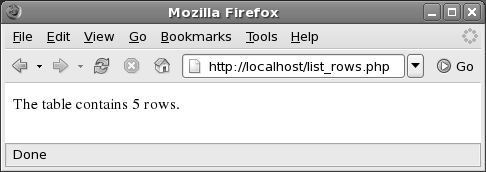 Mozilla Firefox
File Edit View Go Bookmarks Tools Help
http://localhost/list_rows.php Go
The table contains 5 rows.
Done